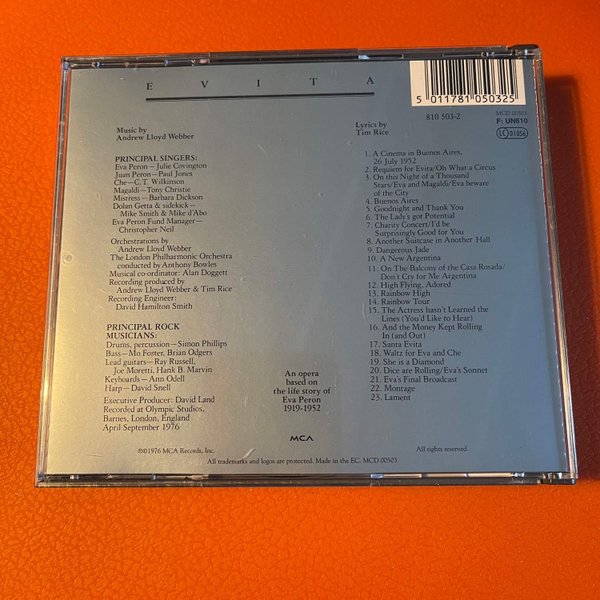 EVITA
5 011781 050325
810 503-2
MCD 00503
F: UN610
LC 01056
Music by
Andrew Lloyd Webber
Lyrics by
Tim Rice
PRINCIPAL SINGERS:
Eva Peron—Julie Covington
Juan Peron—Paul Jones
Che—C.T. Wilkinson
Magaldi—Tony Christie
Mistress—Barbara Dickson
Dolan Getta & sidekick—
Mike Smith & Mike d'Abo
Eva Peron Fund Manager—
Christopher Neil
Orchestrations by
Andrew Lloyd Webber
The London Philharmonic Orchestra
conducted by Anthony Bowles
Musical co-ordinator: Alan Doggett
Recording produced by
Andrew Lloyd Webber & Tim Rice
Recording Engineer:
David Hamilton Smith
PRINCIPAL ROCK
MUSICIANS:
Drums, percussion—Simon Phillips
Bass—Mo Foster, Brian Odgers
Lead guitars—Ray Russell,
Joe Moretti, Hank B. Marvin
Keyboards—Ann Odell
Harp—David Snell
Executive Producer: David Land
Recorded at Olympic Studios,
Barnes, London, England
April September 1976
An opera
based on
the life story of
Eva Peron
1919-1952
1. A Cinema in Buenos Aires,
26 July 1952
2. Requiem for Evita/Oh What a Circus
3. On this Night of a Thousand
Stars/Eva and Magaldi/Eva beware
of the City
4. Buenos Aires
5. Goodnight and Thank You
6. The Lady's got Potential
7. Charity Concert/I'd be
Surprisingly Good for You
8. Another Suitcase in Another Hall
9. Dangerous Jade
10. A New Argentina
11. On The Balcony of the Casa Rosada/
Don't Cry for Me Argentina
12. High Flying, Adored
13. Rainbow High
14. Rainbow Tour
15. The Actress hasn't Learned the
Lines (You'd Like to Hear)
16. And the Money Kept Rolling
In (and Out)
17. Santa Evita
18. Waltz for Eva and Che
19. She is a Diamond
20. Dice are Rolling/Eva's Sonnet
21. Eva's Final Broadcast
22. Montage
23. Lament
MCA
℗©1976 MCA Records, Inc.
All rights reserved.
All trademarks and logos are protected. Made in the EC. MCD 00503